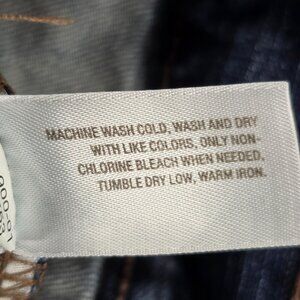 MACHINE WASH COLD, WASH AND DRY
WITH LIKE COLORS, ONLY NON-
CHLORINE BLEACH WHEN NEEDED,
TUMBLE DRY LOW, WARM IRON.